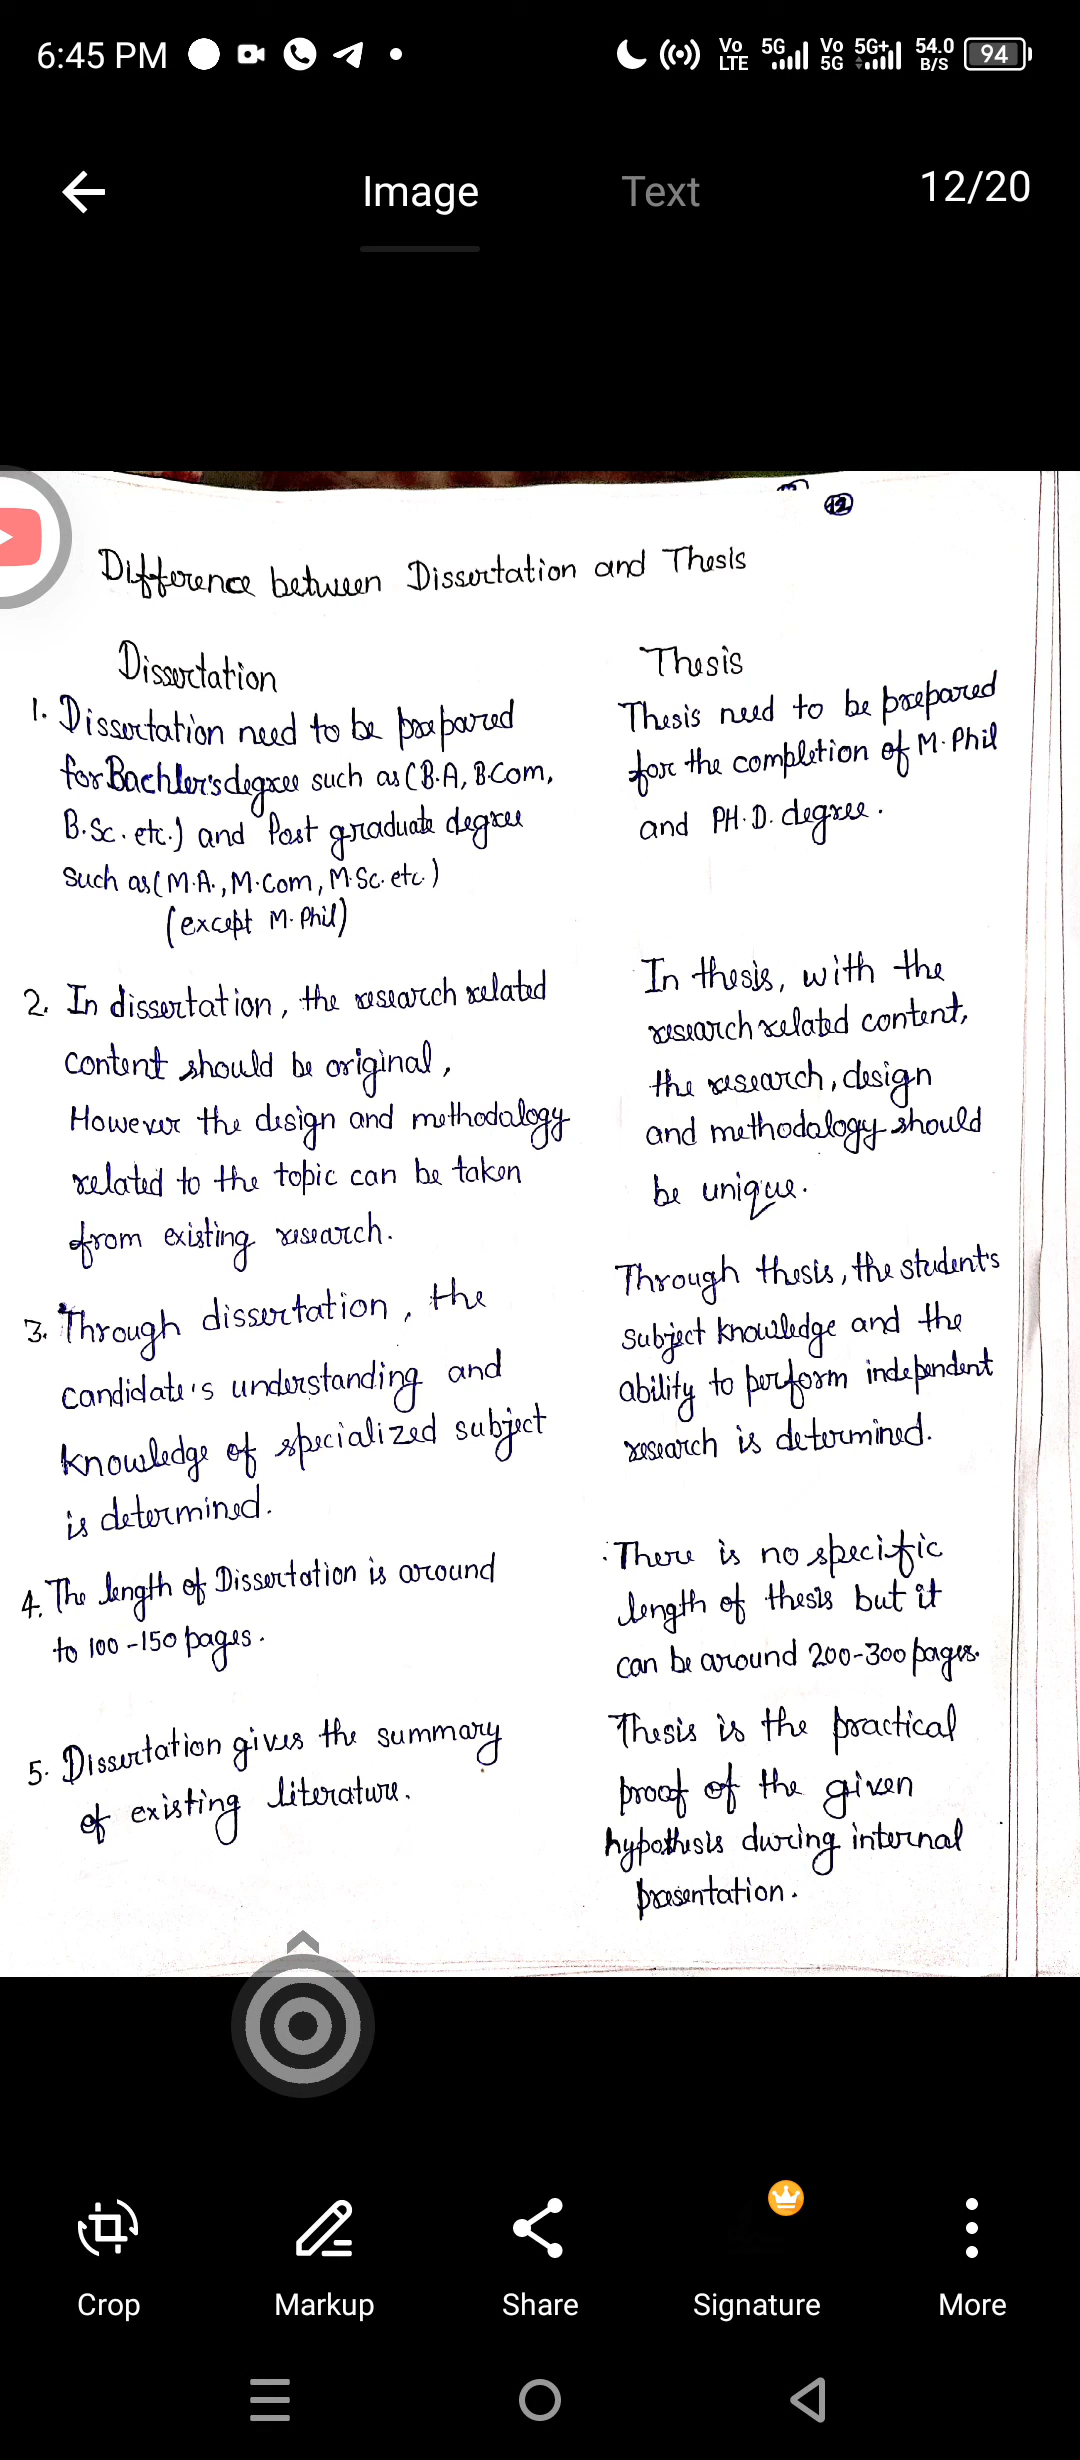 6:45 PM
Vo LTE 5G Vo 5G 5G+ 54.0 B/S 94
Image Text 12/20
12
Difference between Dissertation and Thesis
Dissertation
1. Dissertation need to be prepared
for Bachler's degree such as (B.A, B.Com,
B.Sc. etc.) and Post graduate degree
such as (M.A., M.Com, M.Sc. etc.)
(except M. Phil)
2. In dissertation, the research related
content should be original,
However the design and methodalogy
related to the topic can be taken
from existing research.
3. Through dissertation, the
candidate's understanding and
knowledge of specialized subject
is determined.
4. The length of Dissertation is around
to 100-150 pages.
5. Dissertation gives the summary
of existing literature.
Thesis
Thesis need to be prepared
for the completion of M. Phil
and PH.D. degree.
In thesis, with the
research related content,
the research, design
and methodalogy should
be unique.
Through thesis, the student's
subject knowledge and the
ability to perform independent
research is determined.
There is no specific
length of thesis but it
can be around 200-300 pages.
Thesis is the practical
proof of the given
hypothesis during internal
presentation.
Crop Markup Share Signature More